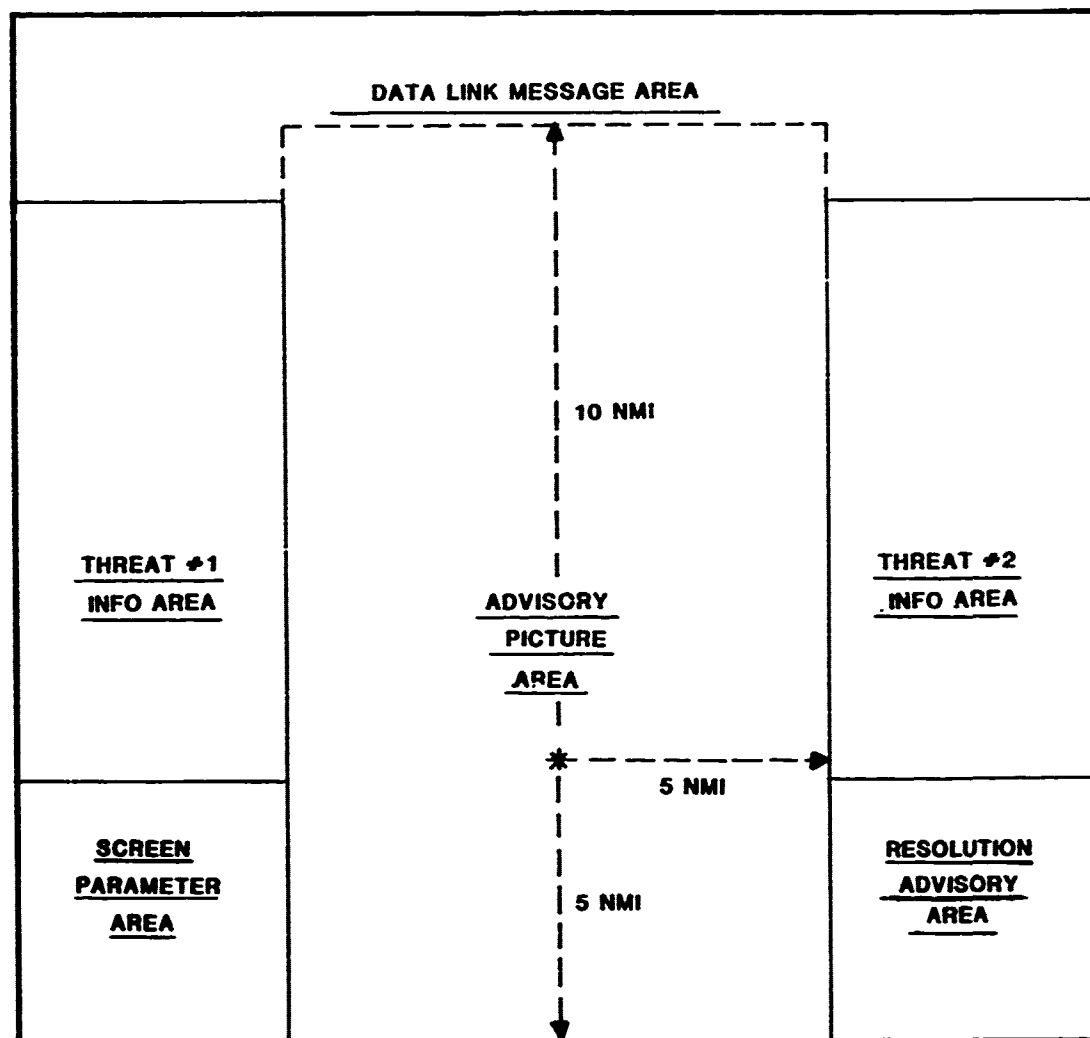 DATA LINK MESSAGE AREA
10 NMI
THREAT #1
INFO AREA
ADVISORY
PICTURE
AREA
THREAT #2
INFO AREA
5 NMI
SCREEN
PARAMETER
AREA
5 NMI
RESOLUTION
ADVISORY
AREA